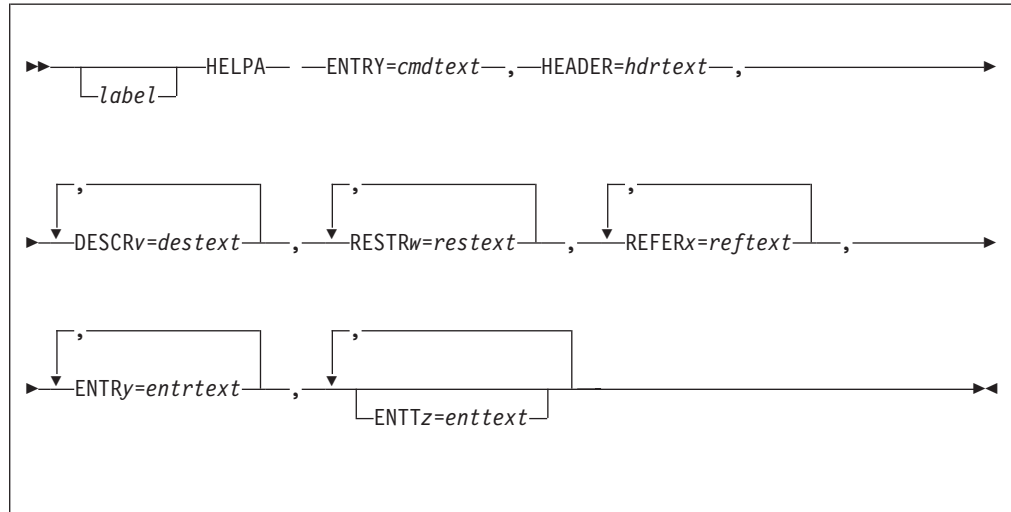 HELPA ENTRY=cmdtext , HEADER=hdrtext ,
label
, , ,
DESCRv=destext , RESTRw=restext , REFERx=reftext ,
, ,
ENTRy=entrtext ,
ENTTz=enttext